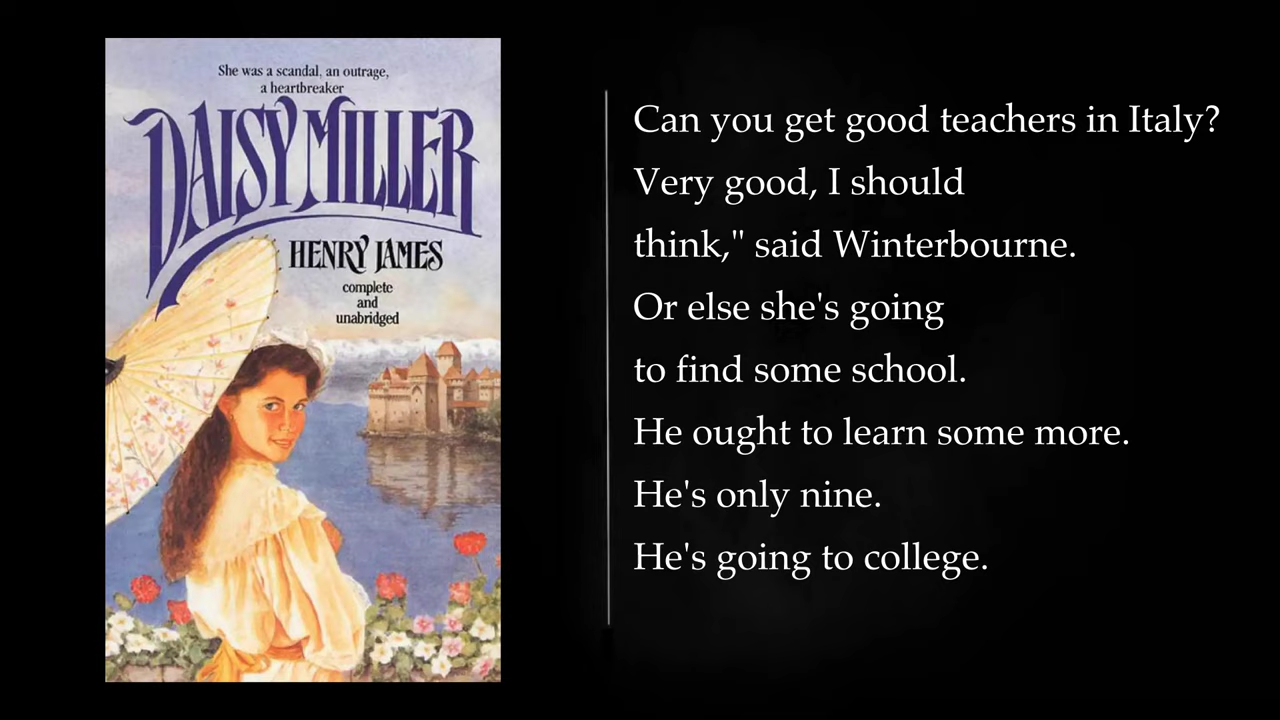 She was a scandal, an outrage,
a heartbreaker
DAISY MILLER
HENRY JAMES
complete
and
unabridged
Can you get good teachers in Italy?
Very good, I should
think," said Winterbourne.
Or else she's going
to find some school.
He ought to learn some more.
He's only nine.
He's going to college.